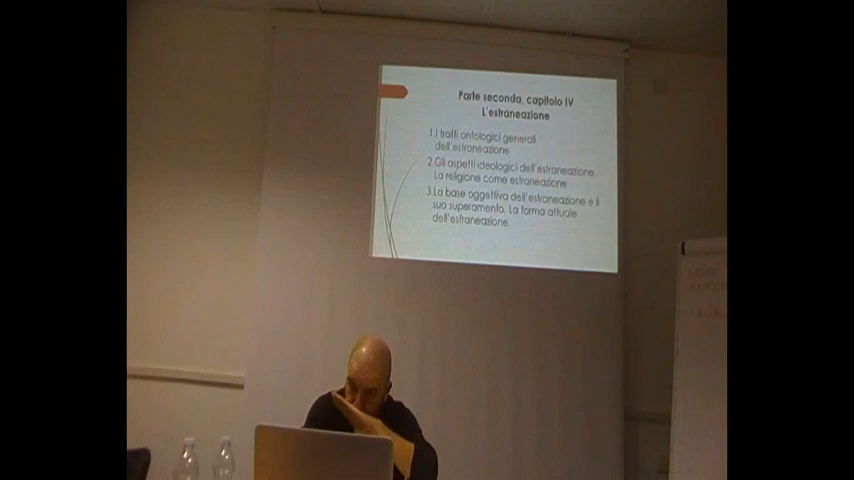 Parte seconda, capitolo IV
L'estraneazione
1.I tratti ontologici generali
dell'estraneazione
2.Gli aspetti ideologici dell'estraneazione.
La religione come estraneazione
3.La base oggettiva dell'estraneazione e il
suo superamento. La forma attuale
dell'estraneazione.